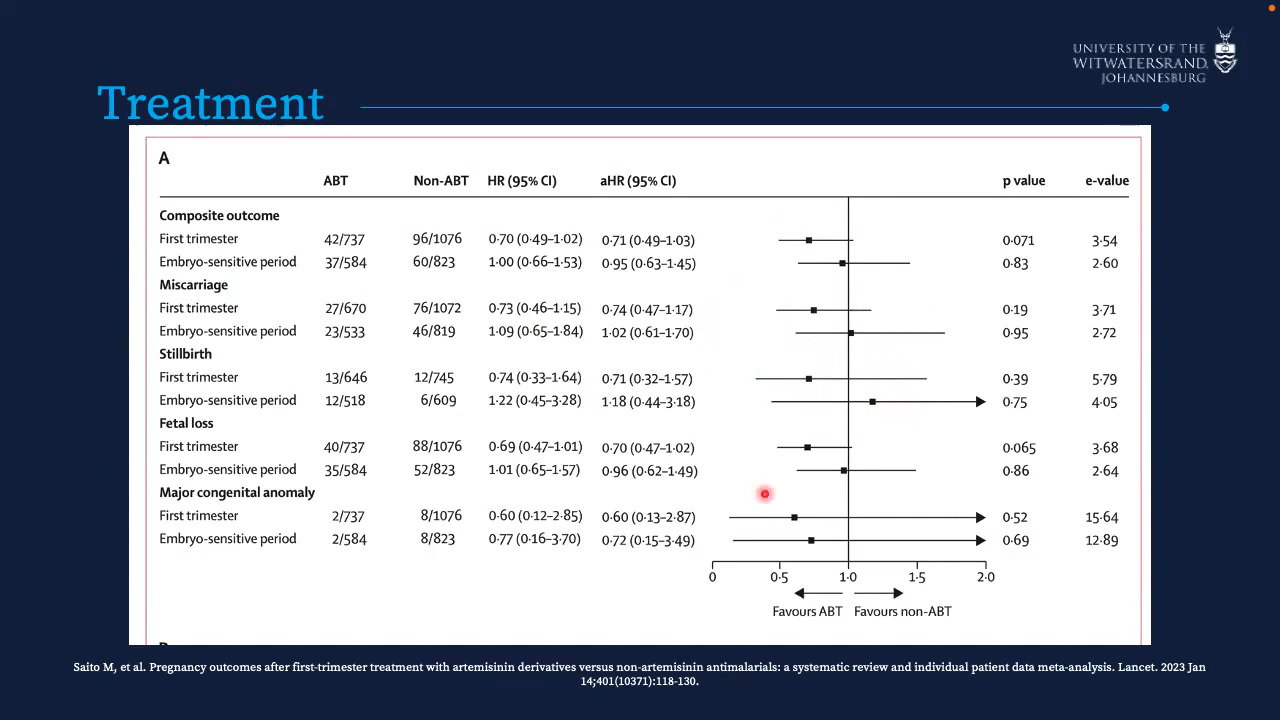 UNIVERSITY OF THE
WITWATERSRAND,
JOHANNESBURG
Treatment
A
ABT Non-ABT HR (95% CI) aHR (95% CI) p value e-value
Composite outcome
First trimester 42/737 96/1076 0·70 (0·49–1·02) 0·71 (0·49–1·03) 0·071 3·54
Embryo-sensitive period 37/584 60/823 1·00 (0·66–1·53) 0·95 (0·63–1·45) 0·83 2·60
Miscarriage
First trimester 27/670 76/1072 0·73 (0·46–1·15) 0·74 (0·47–1·17) 0·19 3·71
Embryo-sensitive period 23/533 46/819 1·09 (0·65–1·84) 1·02 (0·61–1·70) 0·95 2·72
Stillbirth
First trimester 13/646 12/745 0·74 (0·33–1·64) 0·71 (0·32–1·57) 0·39 5·79
Embryo-sensitive period 12/518 6/609 1·22 (0·45–3·28) 1·18 (0·44–3·18) 0·75 4·05
Fetal loss
First trimester 40/737 88/1076 0·69 (0·47–1·01) 0·70 (0·47–1·02) 0·065 3·68
Embryo-sensitive period 35/584 52/823 1·01 (0·65–1·57) 0·96 (0·62–1·49) 0·86 2·64
Major congenital anomaly
First trimester 2/737 8/1076 0·60 (0·12–2·85) 0·60 (0·13–2·87) 0·52 15·64
Embryo-sensitive period 2/584 8/823 0·77 (0·16–3·70) 0·72 (0·15–3·49) 0·69 12·89
0 0·5 1·0 1·5 2·0
Favours ABT Favours non-ABT
Saito M, et al. Pregnancy outcomes after first-trimester treatment with artemisinin derivatives versus non-artemisinin antimalarials: a systematic review and individual patient data meta-analysis. Lancet. 2023 Jan
14;401(10371):118-130.